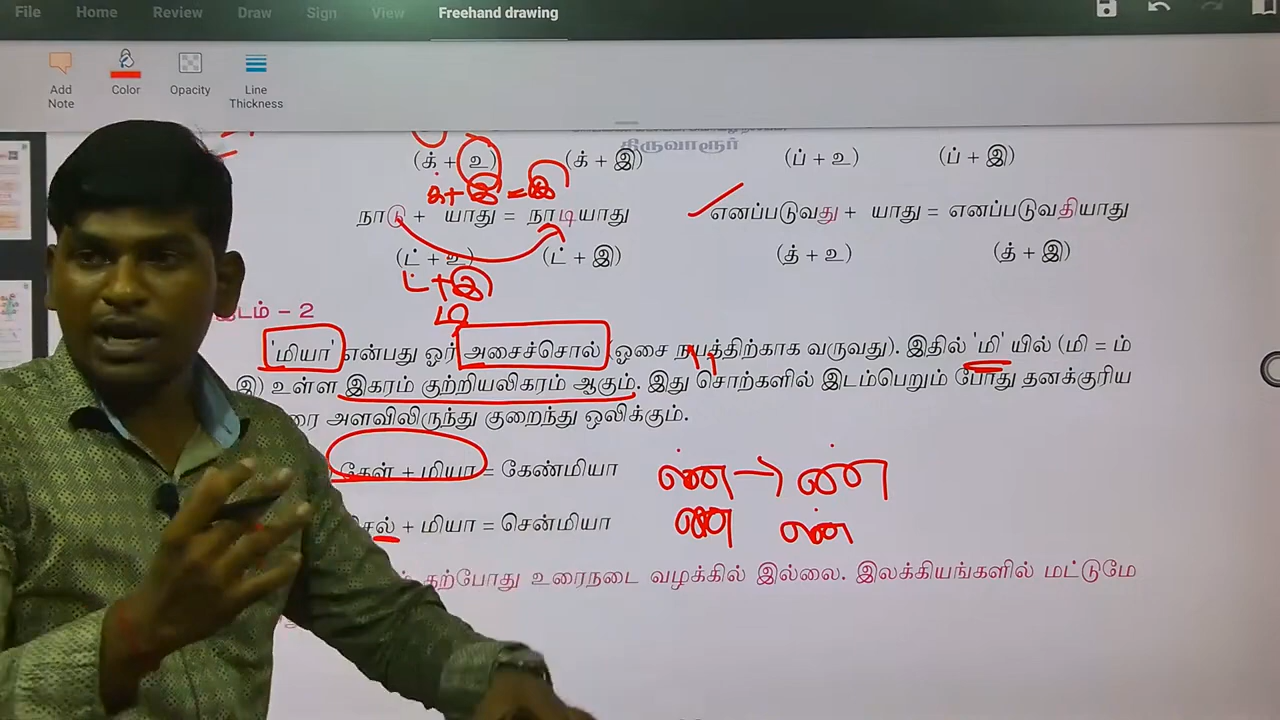 File Home Review Draw Sign View Freehand drawing
Add Note Color Opacity Line Thickness
திருவாரூர்
(க் + உ) (க் + இ) (ப் + உ) (ப் + இ)
க் + இ =
நாடு + யாது = நாடியாது எனப்படுவது + யாது = எனப்படுவதியாது
(ட் + உ) (ட் + இ) (த் + உ) (த் + இ)
ட் + இ
இடம் – 2
'மியா' என்பது ஓர் அசைச்சொல் (ஓசை நயத்திற்காக வருவது). இதில் 'மி' யில் (மி = ம்
இ) உள்ள இகரம் குற்றியலிகரம் ஆகும். இது சொற்களில் இடம்பெறும் போது தனக்குரிய
அளவிலிருந்து குறைந்து ஒலிக்கும்.
கேள் + மியா = கேண்மியா
செல் + மியா = சென்மியா
தற்போது உரைநடை வழக்கில் இல்லை. இலக்கியங்களில் மட்டுமே